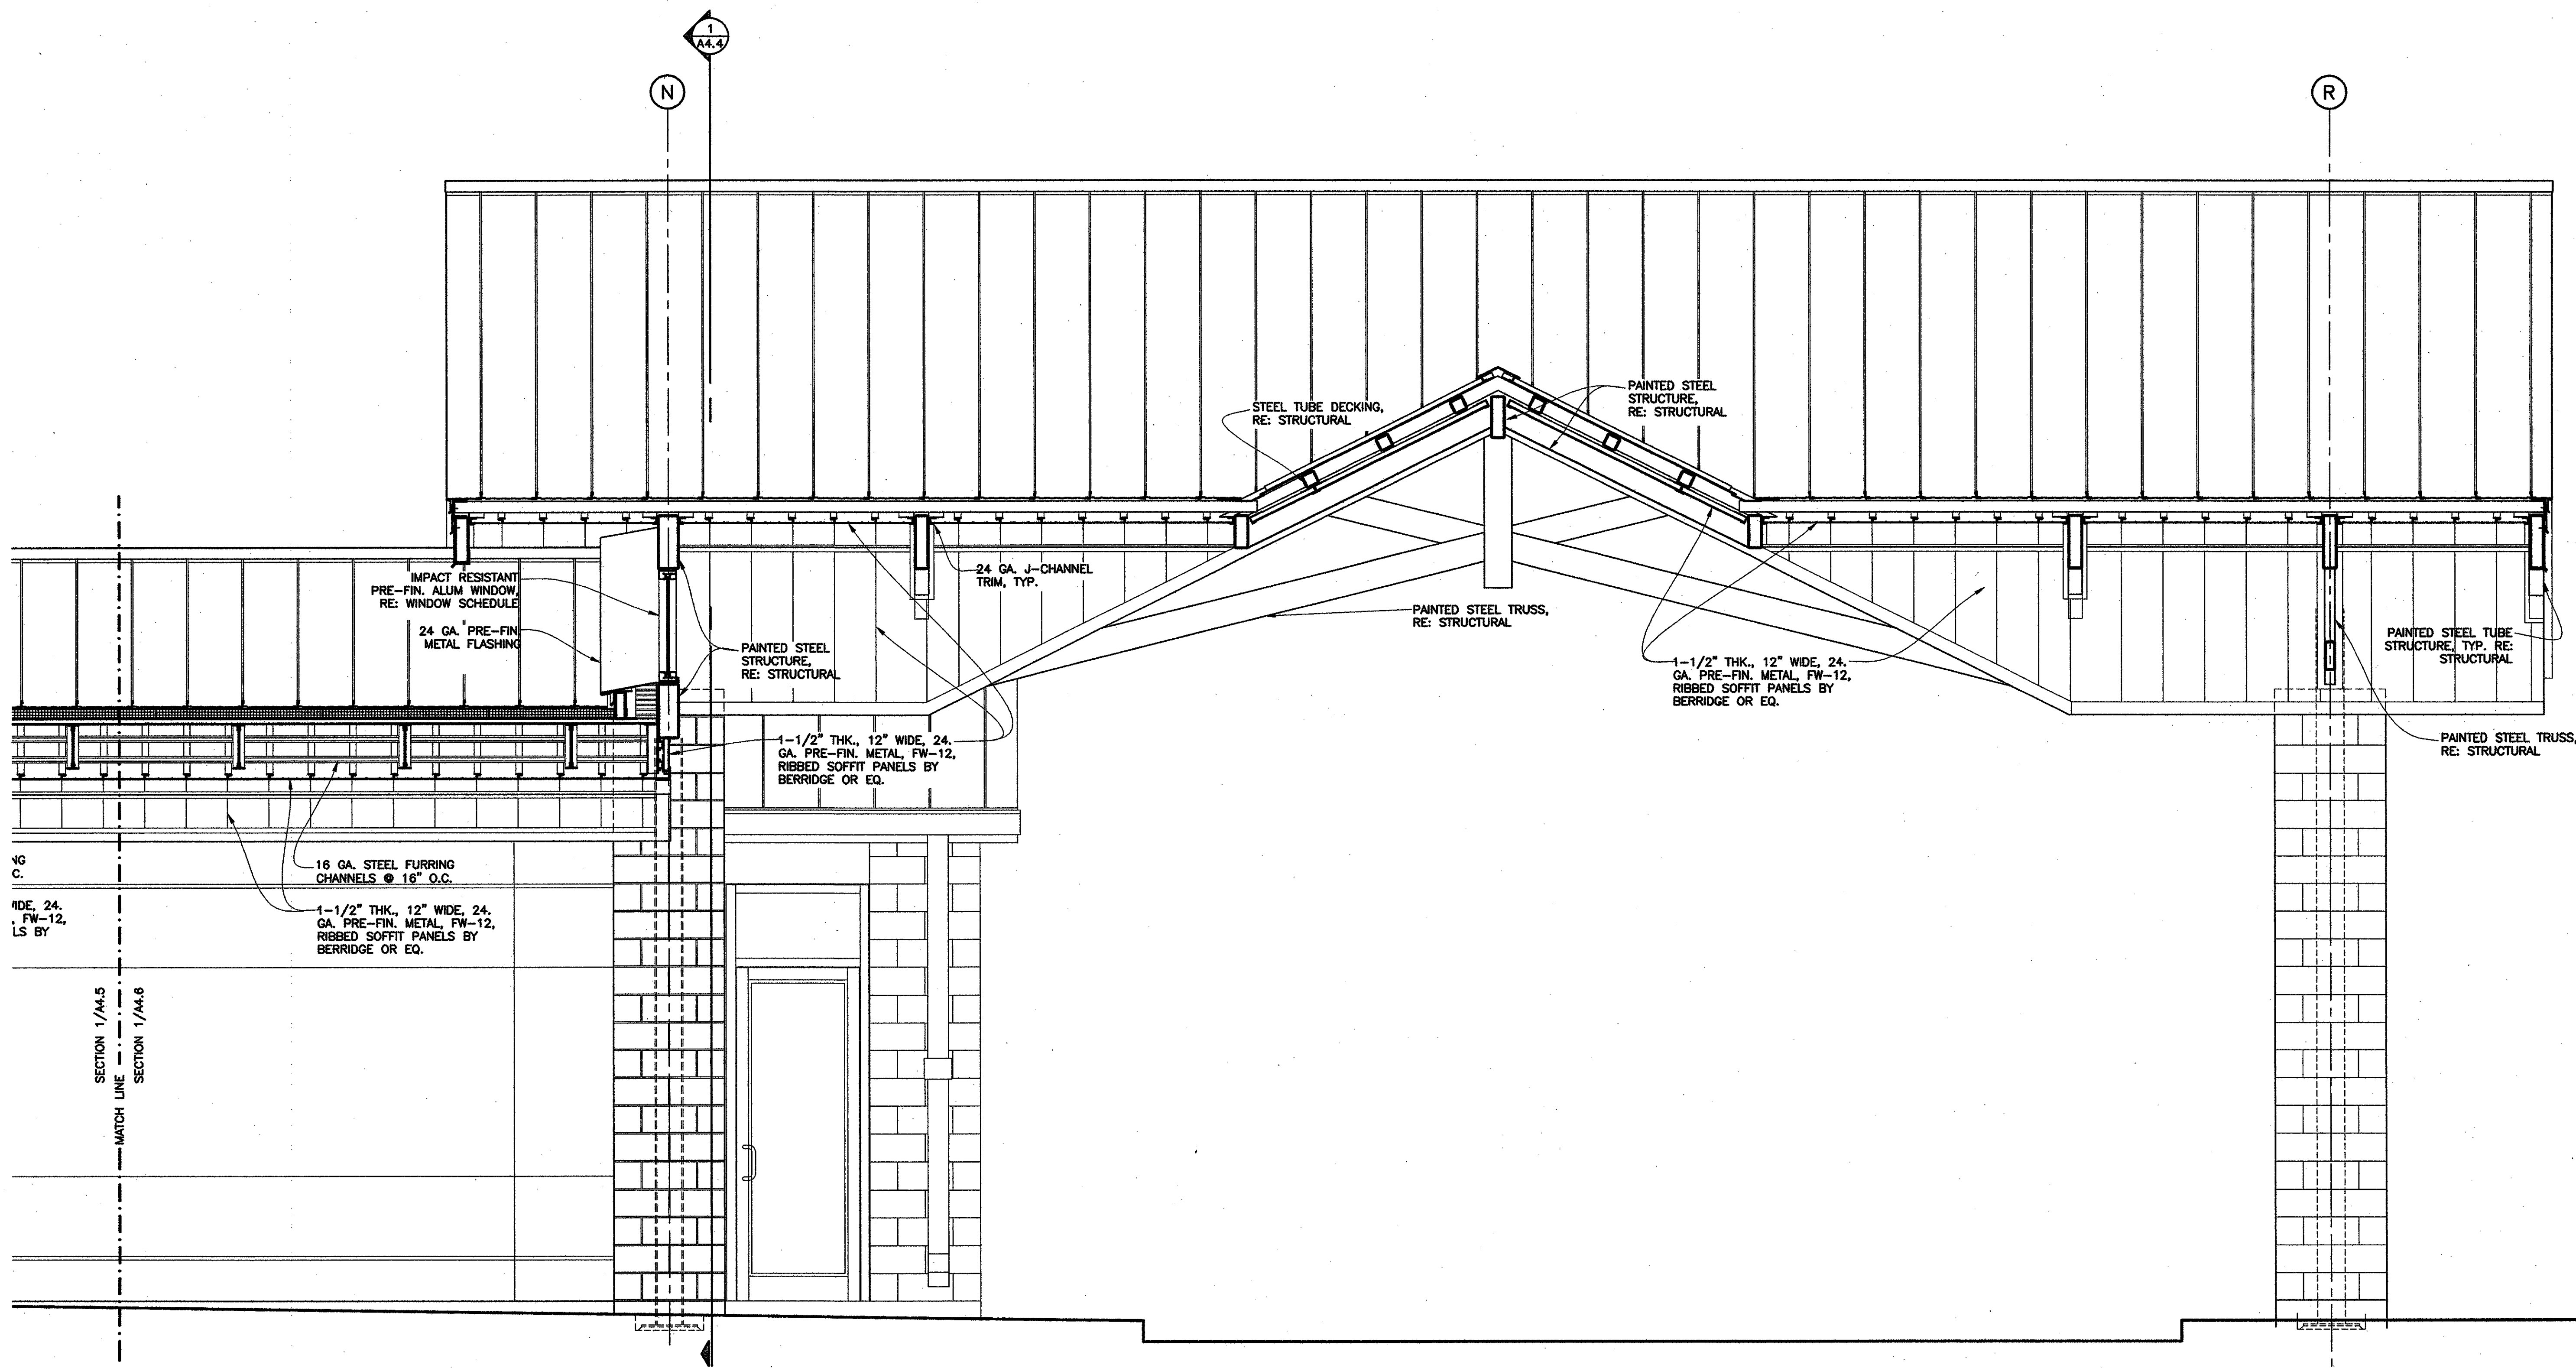 1
A4.4
N
R
STEEL TUBE DECKING,
RE: STRUCTURAL
PAINTED STEEL
STRUCTURE,
RE: STRUCTURAL
IMPACT RESISTANT
PRE-FIN. ALUM WINDOW,
RE: WINDOW SCHEDULE
24 GA. PRE-FIN
METAL FLASHING
24 GA. J-CHANNEL
TRIM, TYP.
PAINTED STEEL
STRUCTURE,
RE: STRUCTURAL
PAINTED STEEL TRUSS,
RE: STRUCTURAL
1-1/2" THK., 12" WIDE, 24.
GA. PRE-FIN. METAL, FW-12,
RIBBED SOFFIT PANELS BY
BERRIDGE OR EQ.
PAINTED STEEL TUBE
STRUCTURE, TYP. RE:
STRUCTURAL
PAINTED STEEL TRUSS,
RE: STRUCTURAL
1-1/2" THK., 12" WIDE, 24.
GA. PRE-FIN. METAL, FW-12,
RIBBED SOFFIT PANELS BY
BERRIDGE OR EQ.
NG
C.
16 GA. STEEL FURRING
CHANNELS @ 16" O.C.
WIDE, 24.
, FW-12,
LS BY
1-1/2" THK., 12" WIDE, 24.
GA. PRE-FIN. METAL, FW-12,
RIBBED SOFFIT PANELS BY
BERRIDGE OR EQ.
SECTION 1/A4.5
MATCH LINE
SECTION 1/A4.6